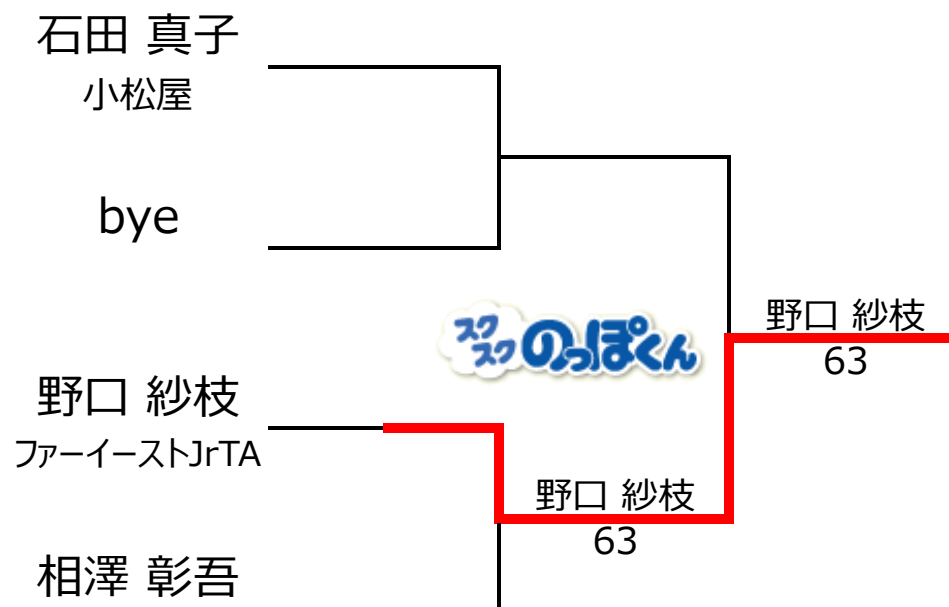 石田 真子
小松屋
bye
スク
スク のっぽくん
野口 紗枝
63
野口 紗枝
ファーイーストJrTA
野口 紗枝
63
相澤 彰吾